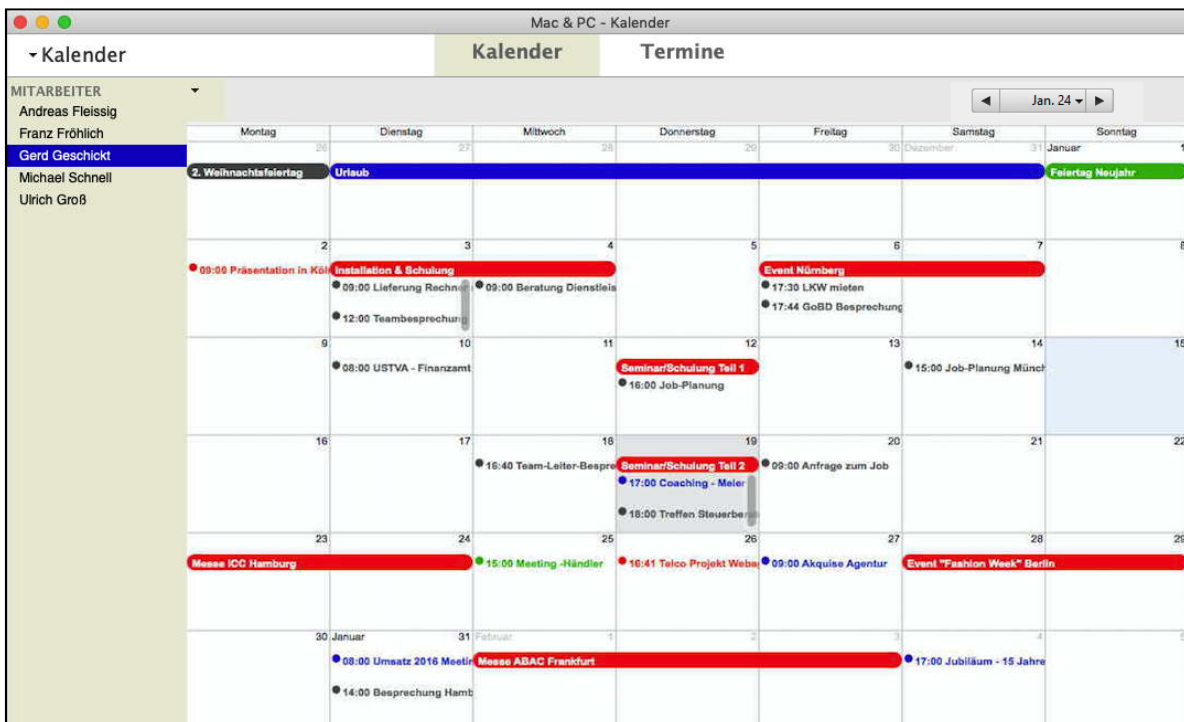 Mac & PC - Kalender
Kalender
Kalender Termine
MITARBEITER
Andreas Fleissig
Franz Fröhlich
Gerd Geschickt
Michael Schnell
Ulrich Groß
Jan. 24
Montag Dienstag Mittwoch Donnerstag Freitag Samstag Sonntag
26 27 28 29 30 Dezember 31 Januar 1
2. Weihnachtsfeiertag Urlaub Feiertag Neujahr
2 3 4 5 6 7 8
09:00 Präsentation in Köln Installation & Schulung Event Nürnberg
09:00 Lieferung Rechner 09:00 Beratung Dienstleis 17:30 LKW mieten
12:00 Teambesprechung 17:44 GoBD Besprechung
9 10 11 12 13 14 15
08:00 USTVA - Finanzamt Seminar/Schulung Teil 1 15:00 Job-Planung Münch
16:00 Job-Planung
16 17 18 19 20 21 22
16:40 Team-Leiter-Bespre Seminar/Schulung Teil 2 09:00 Anfrage zum Job
17:00 Coaching - Meier
18:00 Treffen Steuerbera
23 24 25 26 27 28 29
Messe ICC Hamburg 15:00 Meeting -Händler 16:41 Telco Projekt Weba 09:00 Akquise Agentur Event "Fashion Week" Berlin
30 Januar 31 Februar 1 2 3 4 5
08:00 Umsatz 2016 Meetin Messe ABAC Frankfurt 17:00 Jubiläum - 15 Jahre
14:00 Besprechung Hamb